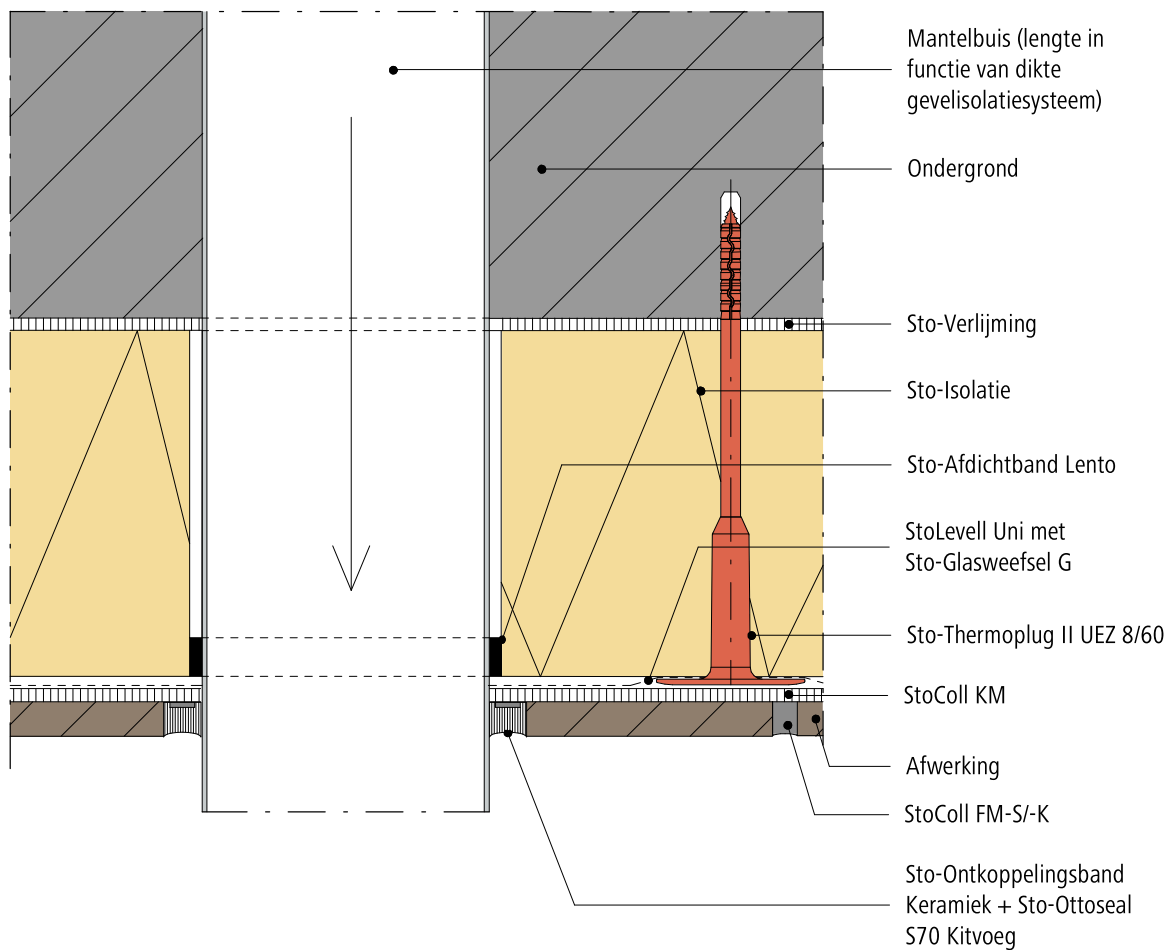 Mantelbuis (lengte in
functie van dikte
gevelisolatiesysteem)
Ondergrond
Sto-Verlijming
Sto-Isolatie
Sto-Afdichtband Lento
StoLevell Uni met
Sto-Glasweefsel G
Sto-Thermoplug II UEZ 8/60
StoColl KM
Afwerking
StoColl FM-S/-K
Sto-Ontkoppelingsband
Keramiek + Sto-Ottoseal
S70 Kitvoeg